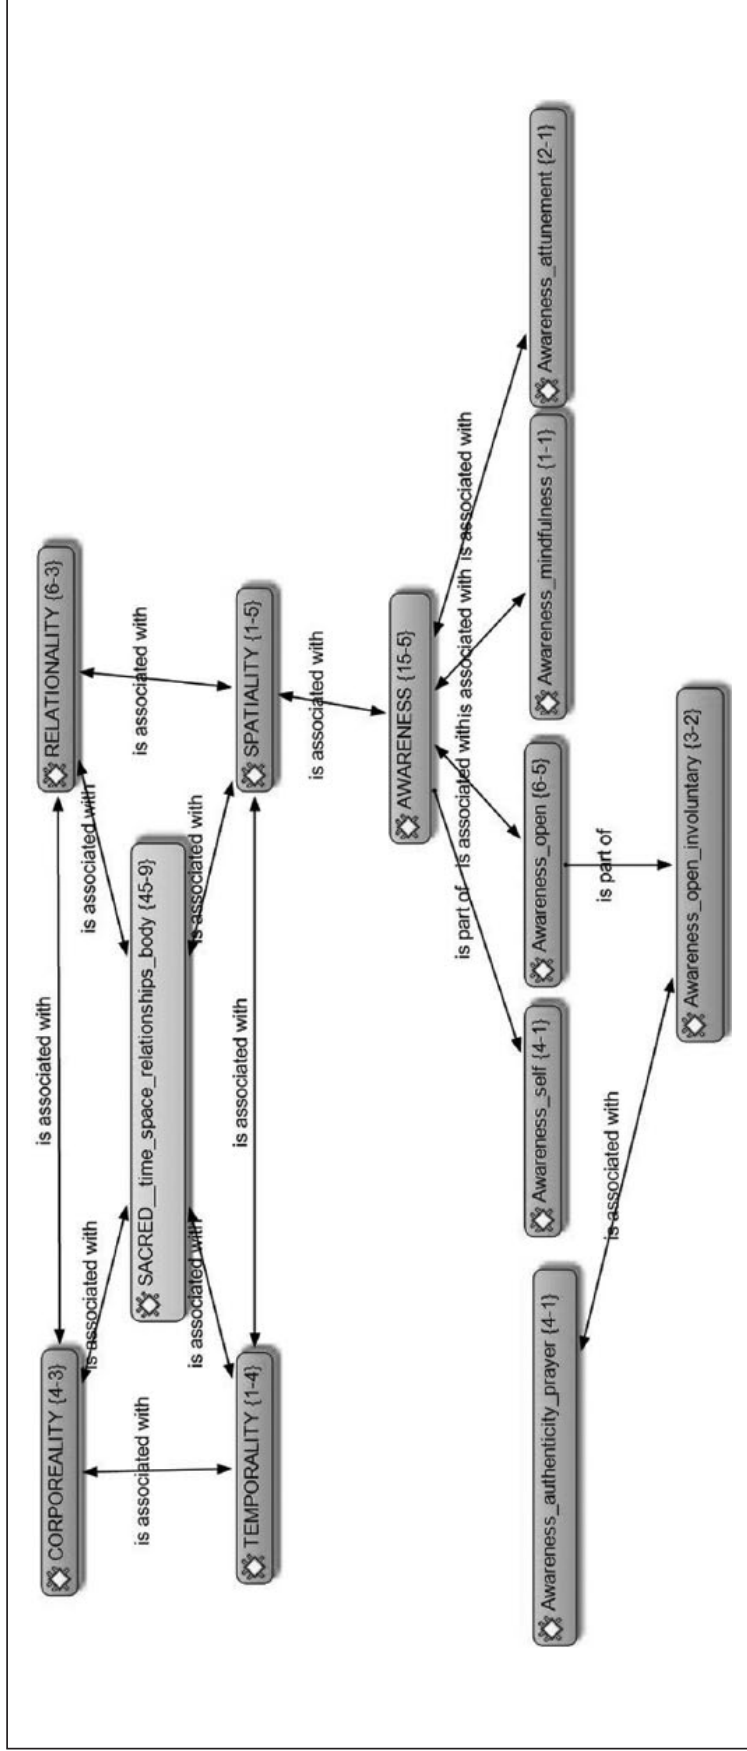 is associated with
CORPOREALITY {4-3}
RELATIONALITY {6-3}
is associated with
is associated with
is associated with
SACRED__time_space_relationships_body {45-9}
is associated with
is associated with
is associated with
is associated with
TEMPORALITY {1-4}
SPATIALITY {1-5}
is associated with
AWARENESS {15-5}
is part of
is associated with
is associated with
is associated with
Awareness_authenticity_prayer {4-1}
Awareness_self {4-1}
Awareness_open {6-5}
Awareness_mindfulness {1-1}
Awareness_attunement {2-1}
is associated with
is part of
Awareness_open_involuntary {3-2}